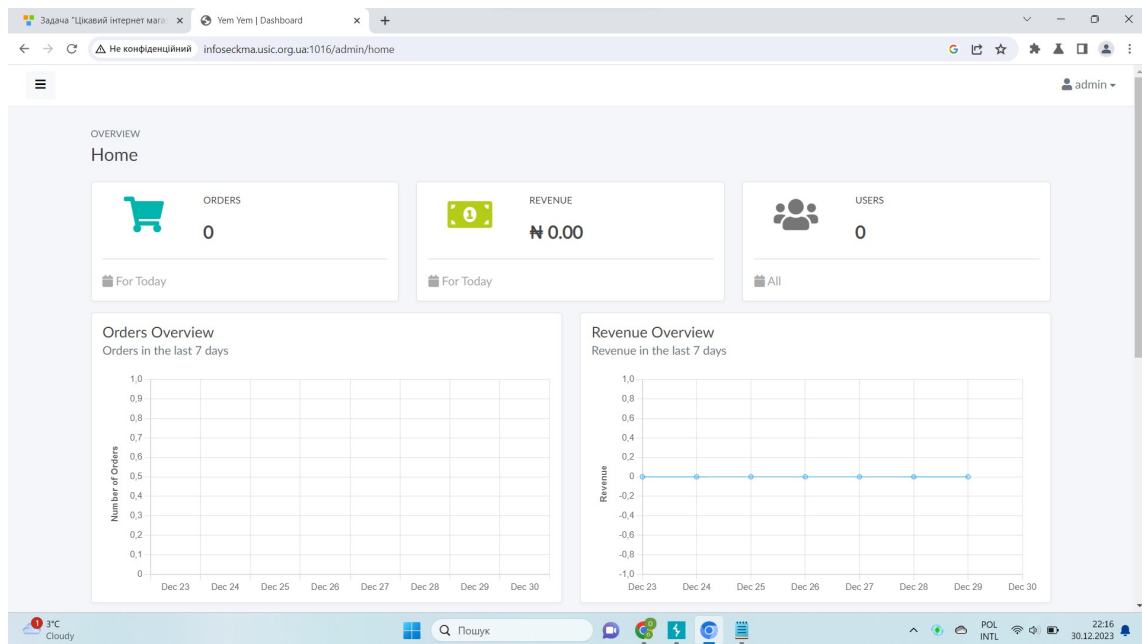 Задача "Цікавий інтернет мага
Yem Yem | Dashboard
Не конфіденційний infoseckma.usic.org.ua:1016/admin/home
admin
OVERVIEW
Home
ORDERS
0
For Today
REVENUE
₦ 0.00
For Today
USERS
0
All
Orders Overview
Orders in the last 7 days
1,0
0,9
0,8
0,7
0,6
0,5
0,4
0,3
0,2
0,1
0
Number of Orders
Dec 23 Dec 24 Dec 25 Dec 26 Dec 27 Dec 28 Dec 29 Dec 30
Revenue Overview
Revenue in the last 7 days
1,0
0,8
0,6
0,4
0,2
0
-0,2
-0,4
-0,6
-0,8
-1,0
Revenue
Dec 23 Dec 24 Dec 25 Dec 26 Dec 27 Dec 28 Dec 29 Dec 30
1
3°C
Cloudy
Пошук
POL
INTL
22:16
30.12.2023